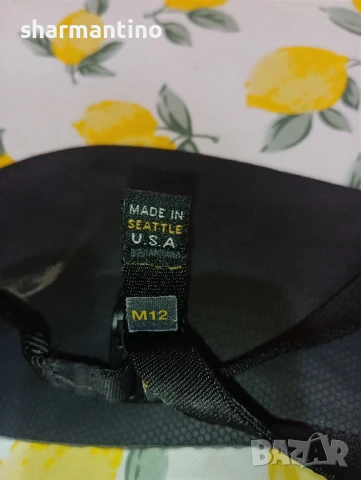 sharmantino
MADE IN
SEATTLE
U.S.A
M12
BAZAR